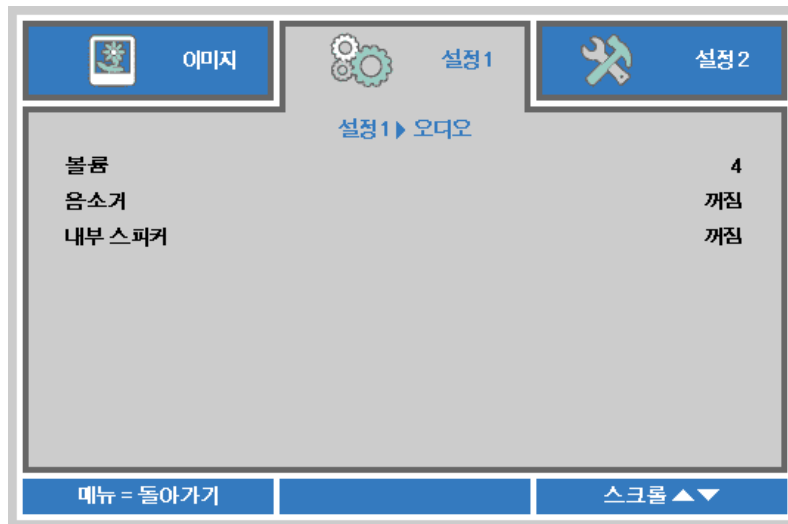 이미지 설정1 설정2
설정1▶오디오
볼륨 4
음소거 꺼짐
내부 스피커 꺼짐
메뉴 = 돌아가기 스크롤▲▼